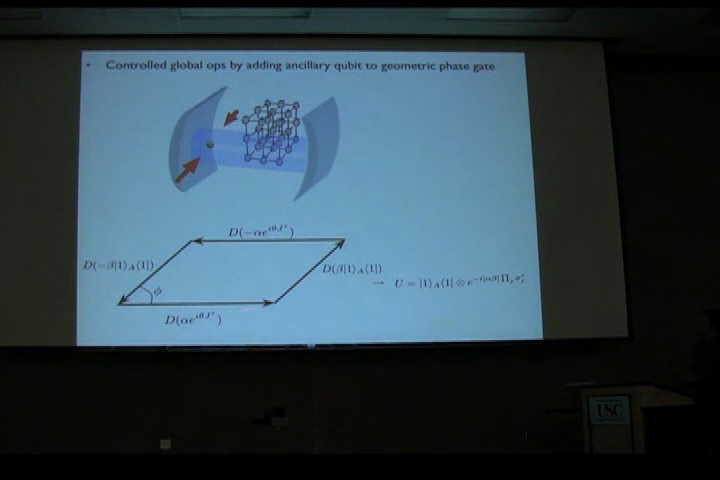 • Controlled global ops by adding ancillary qubit to geometric phase gate
D(−αe^{iθJ^z})
D(−β|1⟩_A⟨1|)
D(β|1⟩_A⟨1|)
ϕ
→ U = |1⟩_A⟨1| ⊗ e^{−i|αβ| ∏_j σ_j^z}
D(αe^{iθJ^z})
USC